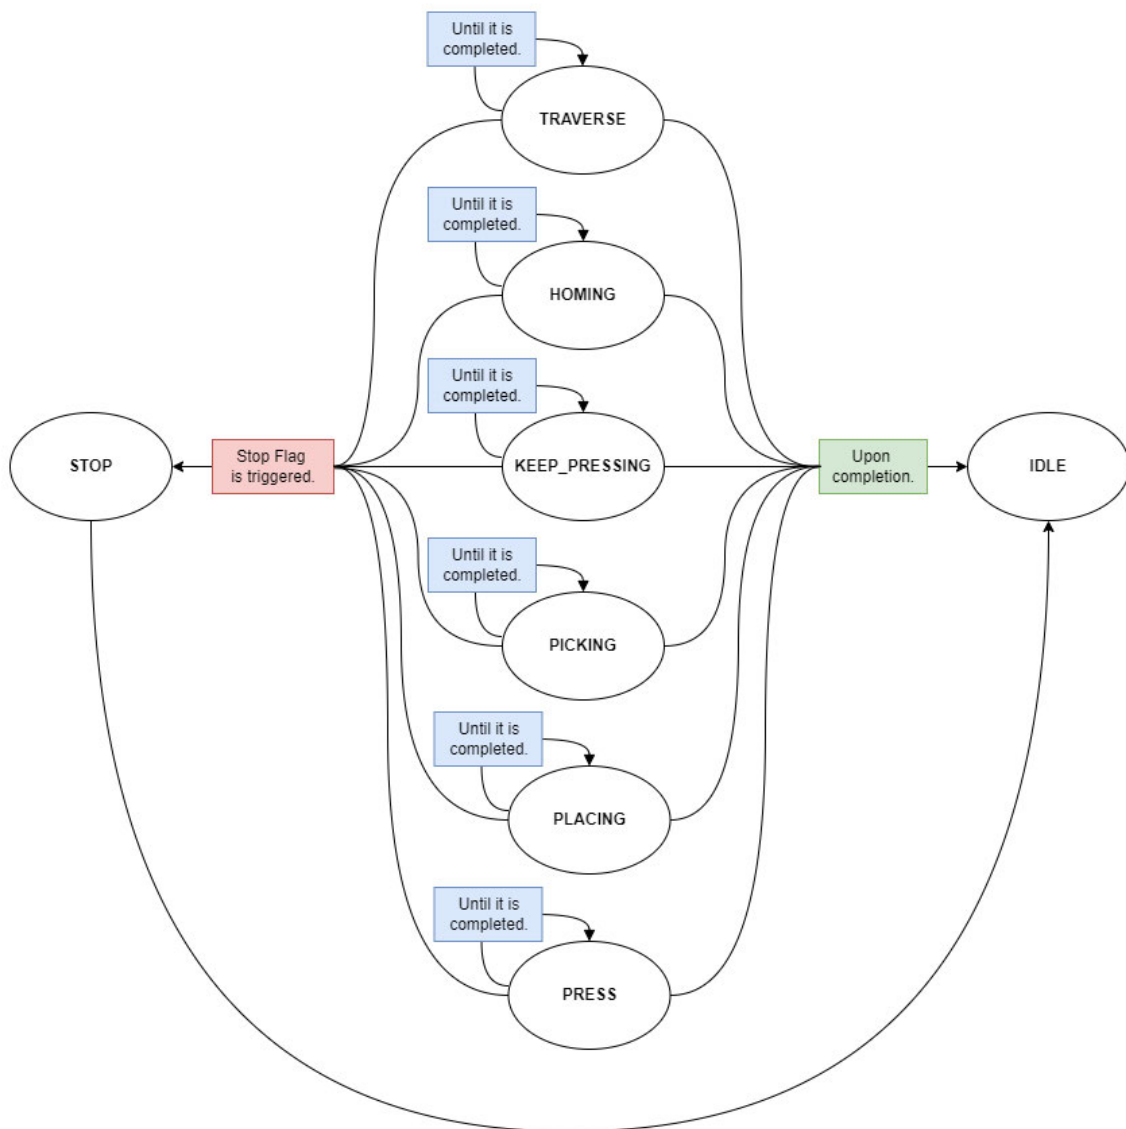 Until it is
completed.
TRAVERSE
Until it is
completed.
HOMING
Until it is
completed.
STOP
Stop Flag
is triggered.
KEEP_PRESSING
Upon
completion.
IDLE
Until it is
completed.
PICKING
Until it is
completed.
PLACING
Until it is
completed.
PRESS